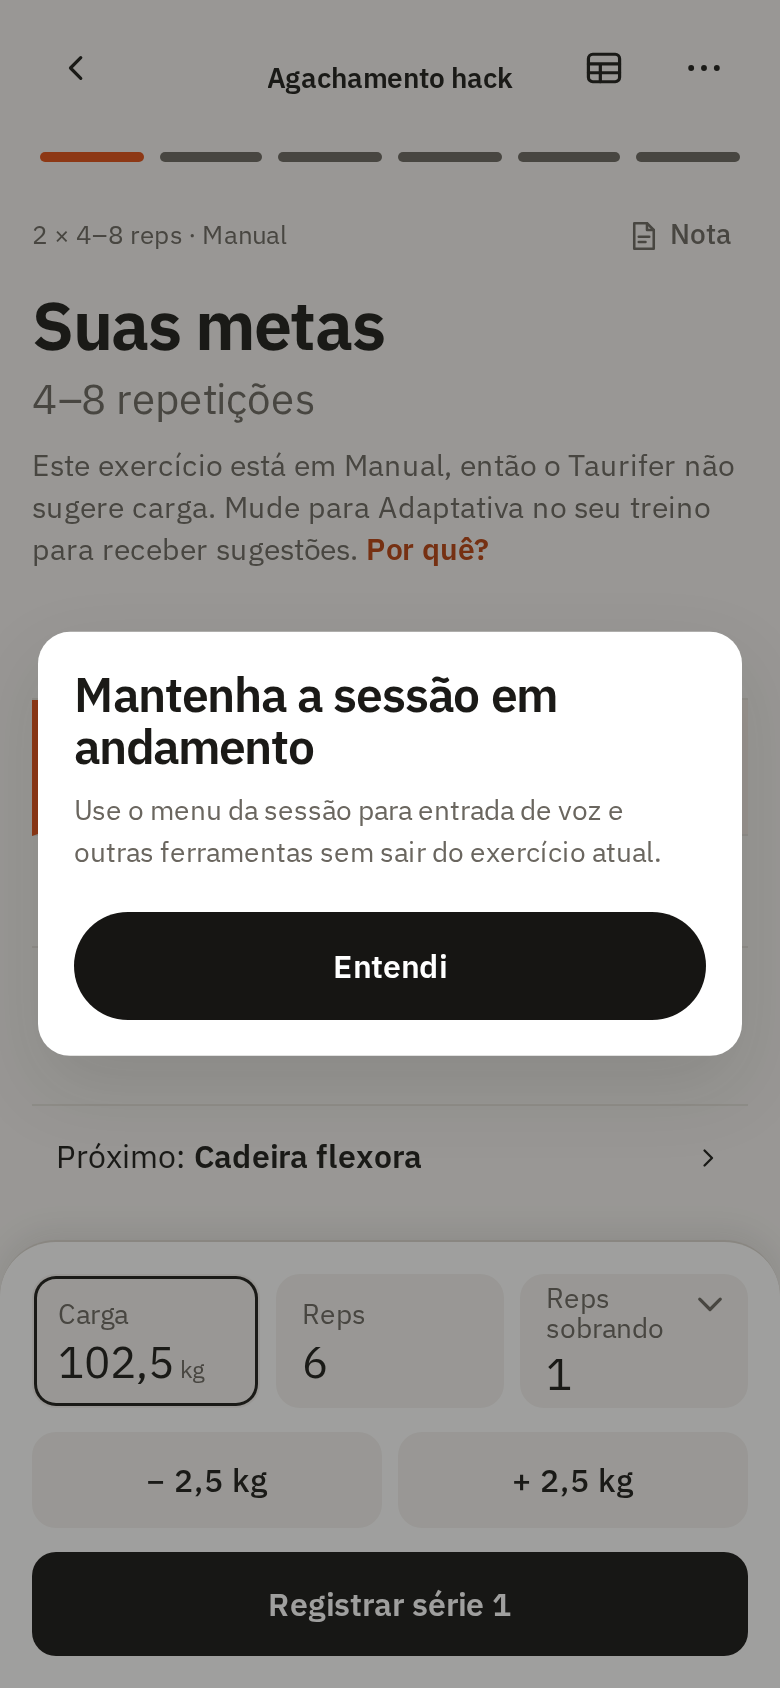 Agachamento hack
2 × 4–8 reps · Manual
Nota
Suas metas
4–8 repetições
Este exercício está em Manual, então o Taurifer não
sugere carga. Mude para Adaptativa no seu treino
para receber sugestões. Por quê?
Mantenha a sessão em
andamento
Use o menu da sessão para entrada de voz e
outras ferramentas sem sair do exercício atual.
Entendi
Próximo: Cadeira flexora
Carga
102,5 kg
Reps
6
Reps
sobrando
1
– 2,5 kg
+ 2,5 kg
Registrar série 1